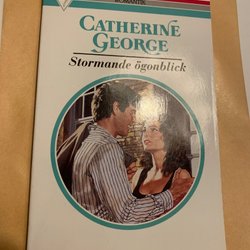 ROMANTIK
CATHERINE
GEORGE
Stormande ögonblick